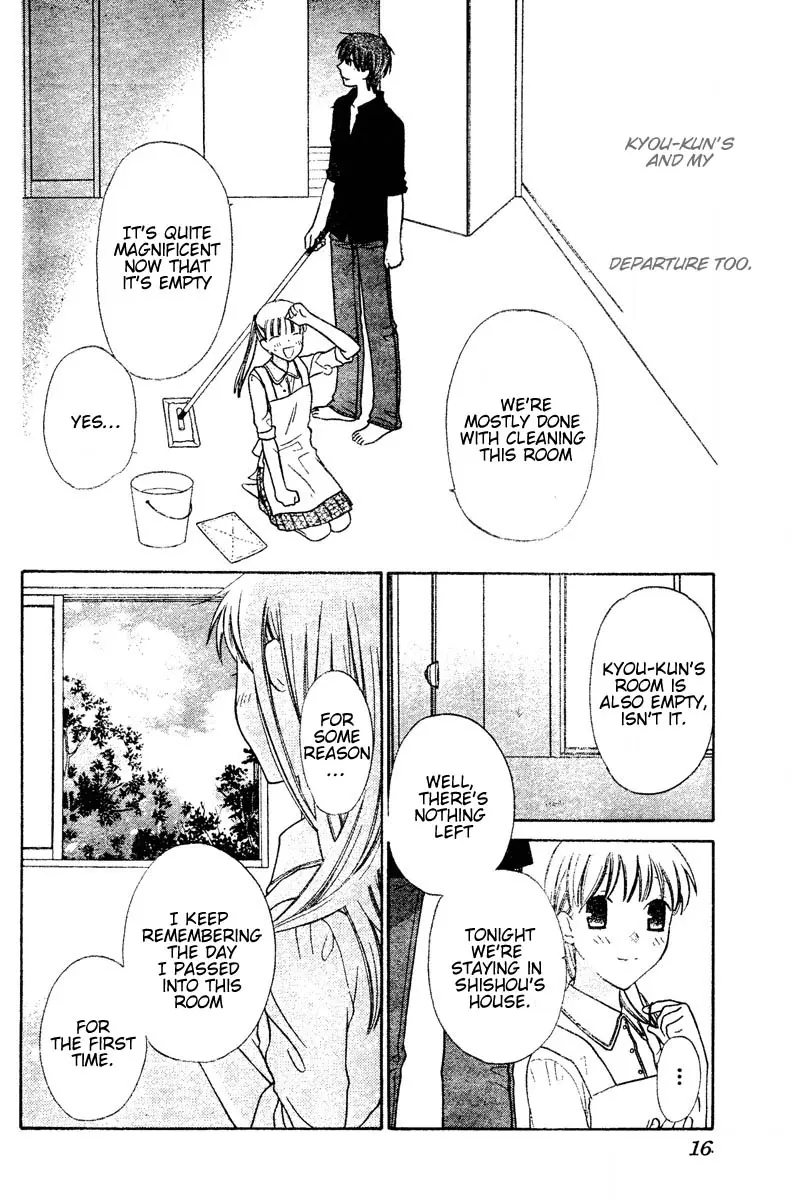 KYOU-KUN'S
AND MY
DEPARTURE TOO.
WE'RE
MOSTLY DONE
WITH CLEANING
THIS ROOM
IT'S QUITE
MAGNIFICENT
NOW THAT
IT'S EMPTY
YES...
KYOU-KUN'S
ROOM IS
ALSO EMPTY,
ISN'T IT.
WELL,
THERE'S
NOTHING
LEFT
TONIGHT
WE'RE
STAYING IN
SHISHOU'S
HOUSE.
...
FOR
SOME
REASON
...
I KEEP
REMEMBERING
THE DAY
I PASSED
INTO THIS
ROOM
FOR
THE FIRST
TIME.
16